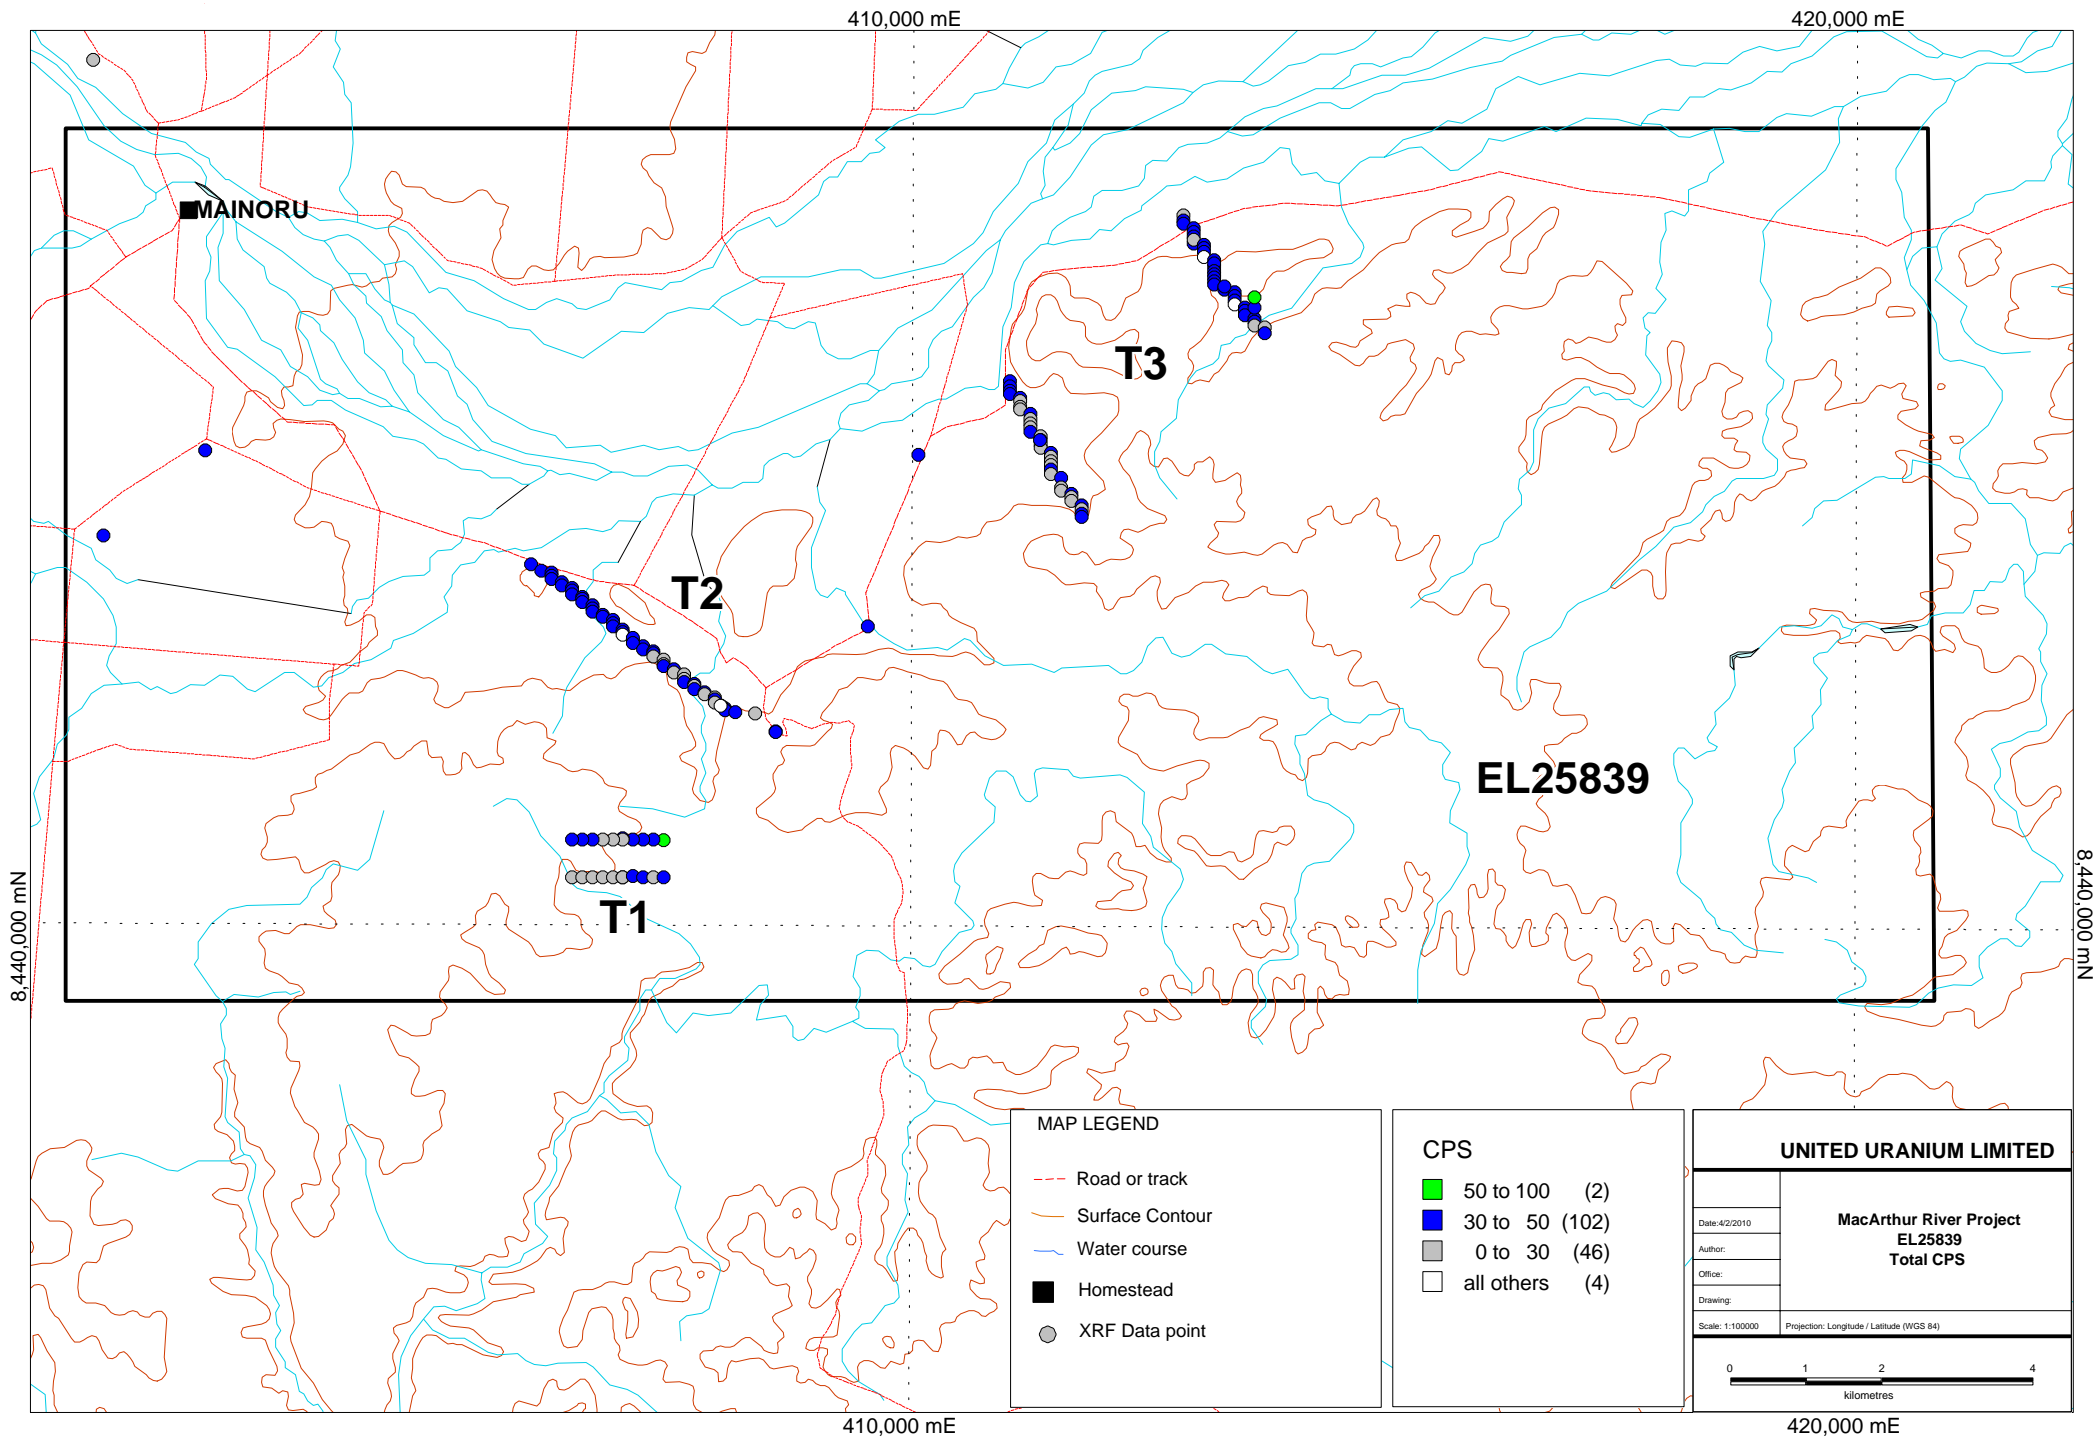 410,000 mE
420,000 mE
MAINORU
T3
T2
EL25839
T1
8,440,000 mN
8,440,000 mN
MAP LEGEND
Road or track
Surface Contour
Water course
Homestead
XRF Data point
CPS
50 to 100 (2)
30 to 50 (102)
0 to 30 (46)
all others (4)
UNITED URANIUM LIMITED
Date:4/2/2010
Author:
Office:
Drawing:
Scale: 1:100000
MacArthur River Project
EL25839
Total CPS
Projection: Longitude / Latitude (WGS 84)
0 1 2 4
kilometres
410,000 mE
420,000 mE